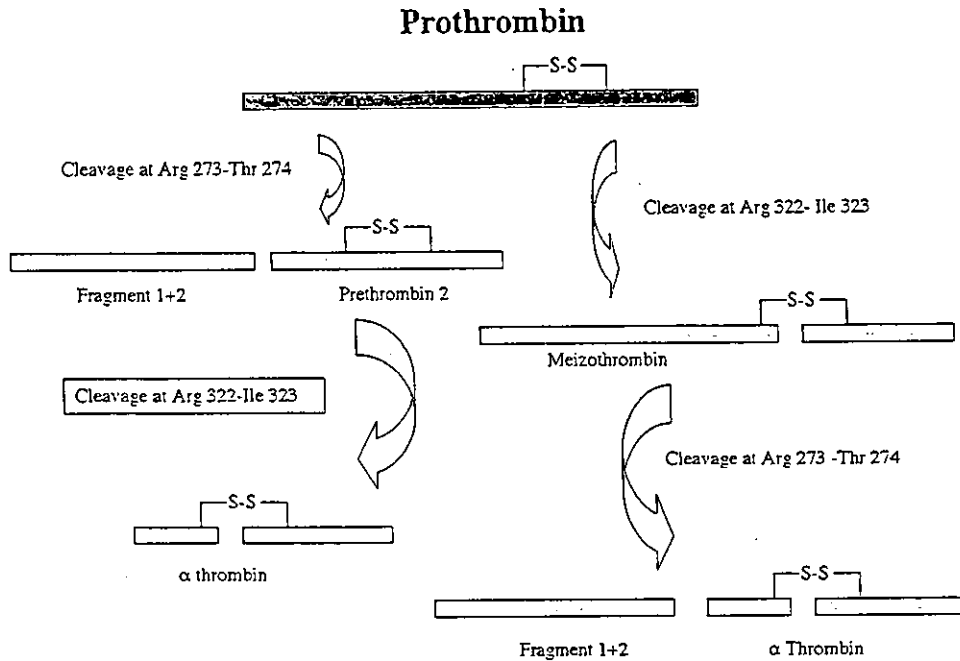 Prothrombin
S-S
Cleavage at Arg 273-Thr 274
Cleavage at Arg 322- Ile 323
S-S
Fragment 1+2
Prethrombin 2
S-S
Meizothrombin
Cleavage at Arg 322-Ile 323
Cleavage at Arg 273 -Thr 274
S-S
α thrombin
S-S
Fragment 1+2
α Thrombin